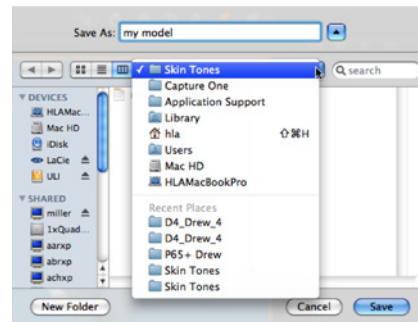 Save As: my model
Skin Tones
search
Capture One
Application Support
Library
hla ⇧⌘H
Users
Mac HD
HLAMacBookPro
Recent Places
D4_Drew_4
D4_Drew_4
P65+ Drew
Skin Tones
Skin Tones
DEVICES
HLAMac...
Mac HD
iDisk
LaCie
ULI
SHARED
miller
1xQuad...
aarxp
abrxp
achxp
New Folder
Cancel
Save